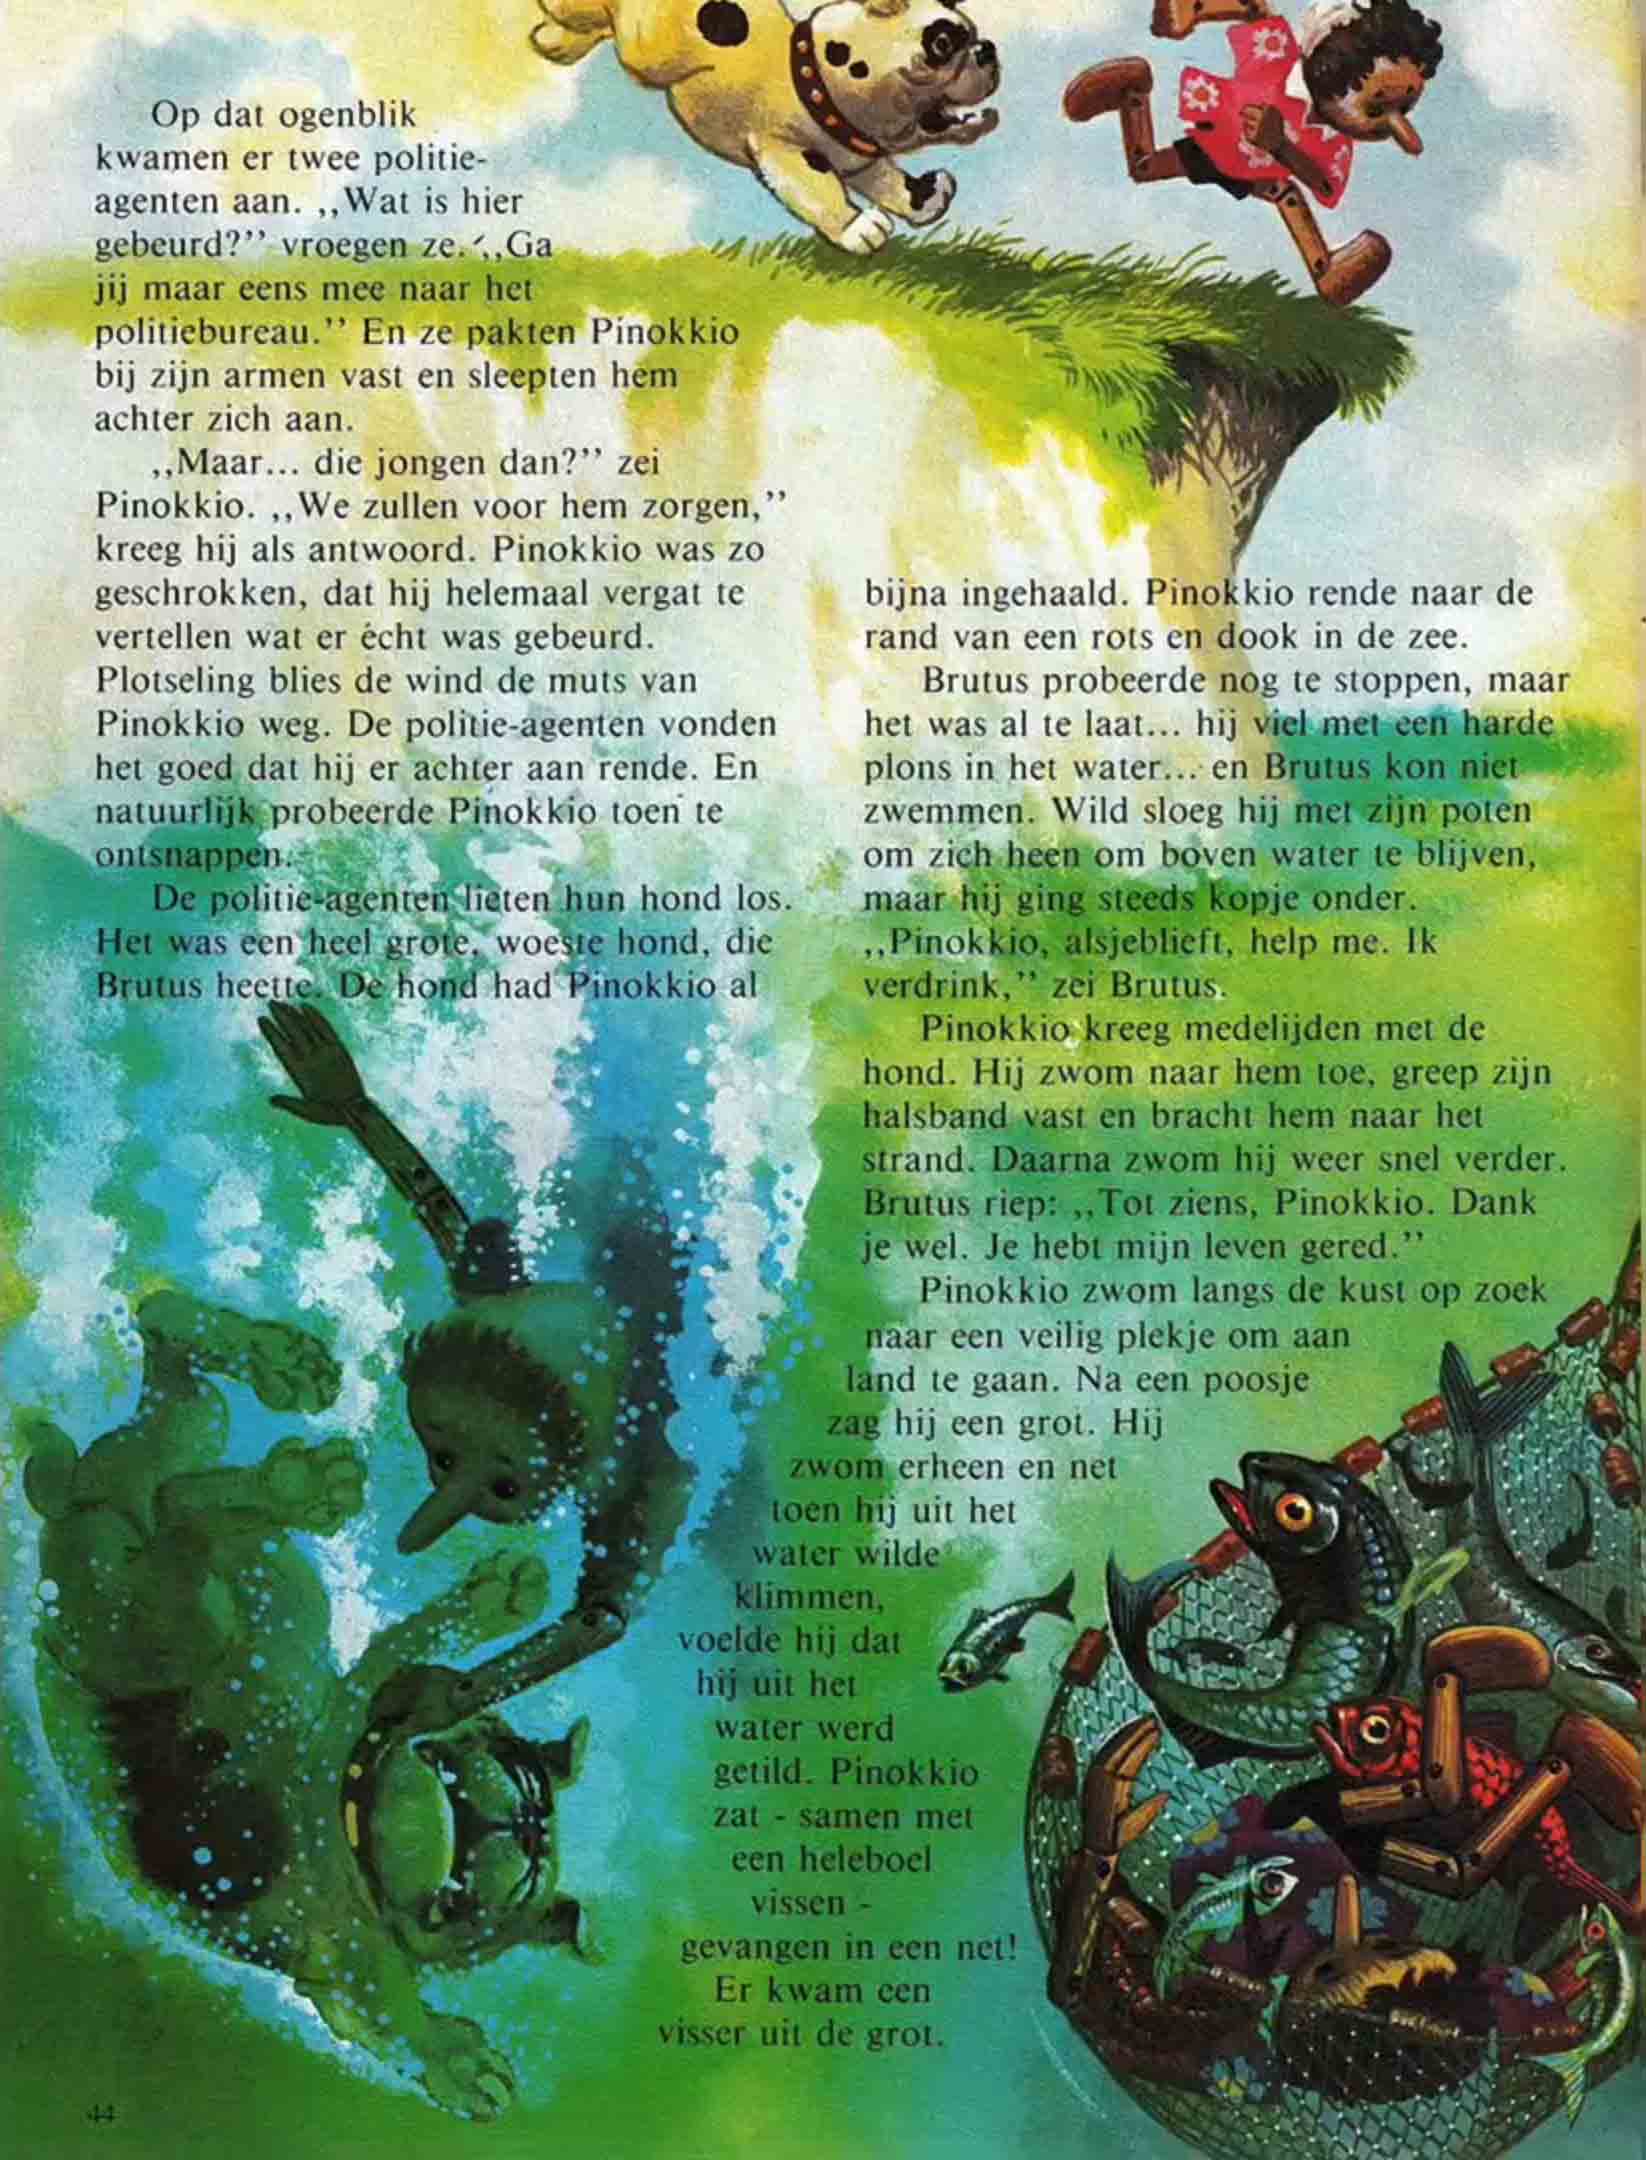 Op dat ogenblik
kwamen er twee politie-
agenten aan. ,,Wat is hier
gebeurd?'' vroegen ze. ,,Ga
jij maar eens mee naar het
politiebureau.'' En ze pakten Pinokkio
bij zijn armen vast en sleepten hem
achter zich aan.
,,Maar... die jongen dan?'' zei
Pinokkio. ,,We zullen voor hem zorgen,''
kreeg hij als antwoord. Pinokkio was zo
geschrokken, dat hij helemaal vergat te
vertellen wat er écht was gebeurd.
Plotseling blies de wind de muts van
Pinokkio weg. De politie-agenten vonden
het goed dat hij er achter aan rende. En
natuurlijk probeerde Pinokkio toen te
ontsnappen.
De politie-agenten lieten hun hond los.
Het was een heel grote, woeste hond, die
Brutus heette. De hond had Pinokkio al
bijna ingehaald. Pinokkio rende naar de
rand van een rots en dook in de zee.
Brutus probeerde nog te stoppen, maar
het was al te laat... hij viel met een harde
plons in het water... en Brutus kon niet
zwemmen. Wild sloeg hij met zijn poten
om zich heen om boven water te blijven,
maar hij ging steeds kopje onder.
,,Pinokkio, alsjeblieft, help me. Ik
verdrink,'' zei Brutus.
Pinokkio kreeg medelijden met de
hond. Hij zwom naar hem toe, greep zijn
halsband vast en bracht hem naar het
strand. Daarna zwom hij weer snel verder.
Brutus riep: ,,Tot ziens, Pinokkio. Dank
je wel. Je hebt mijn leven gered.''
Pinokkio zwom langs de kust op zoek
naar een veilig plekje om aan
land te gaan. Na een poosje
zag hij een grot. Hij
zwom erheen en net
toen hij uit het
water wilde
klimmen,
voelde hij dat
hij uit het
water werd
getild. Pinokkio
zat - samen met
een heleboel
vissen -
gevangen in een net!
Er kwam een
visser uit de grot.
44